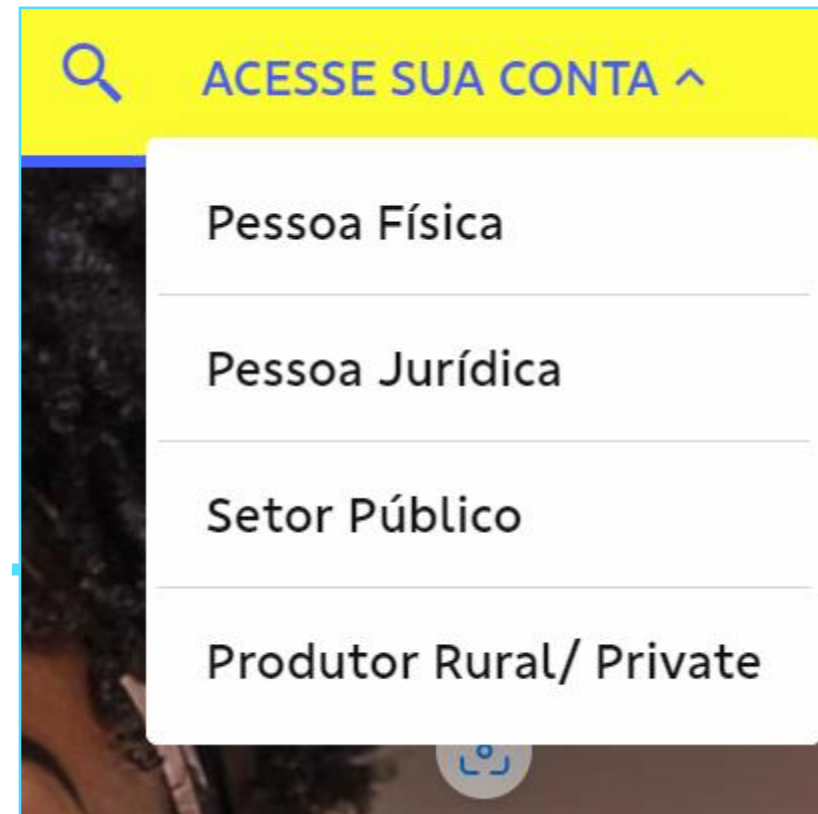 ACESSE SUA CONTA
Pessoa Física
Pessoa Jurídica
Setor Público
Produtor Rural/ Private